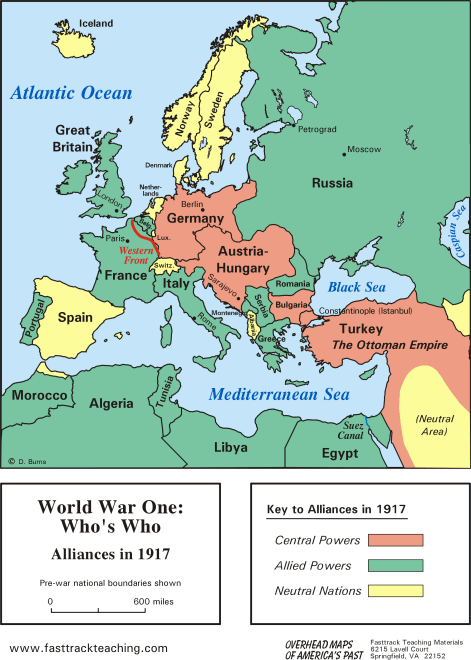 Iceland
Atlantic Ocean
Norway
Sweden
Petrograd
Great
Britain
Moscow
Denmark
Russia
Nether-
lands
London
Berlin
Germany
Belg.
Lux.
Paris
Western
Front
Austria-
Hungary
Caspian Sea
Switz.
France
Italy
Romania
Black Sea
Sarajevo
Serbia
Bulgaria
Portugal
Spain
Montenegro
Constantinople (Istanbul)
Rome
Albania
Turkey
Greece
The Ottoman Empire
Mediterranean Sea
Morocco
Algeria
Tunisia
(Neutral
Area)
Suez
Canal
Libya
Egypt
© D. Burns
World War One:
Who's Who
Alliances in 1917
Pre-war national boundaries shown
0 600 miles
Key to Alliances in 1917
Central Powers
Allied Powers
Neutral Nations
www.fasttrackteaching.com
OVERHEAD MAPS
OF AMERICA'S PAST
Fasttrack Teaching Materials
6215 Lavell Court
Springfield, VA 22152